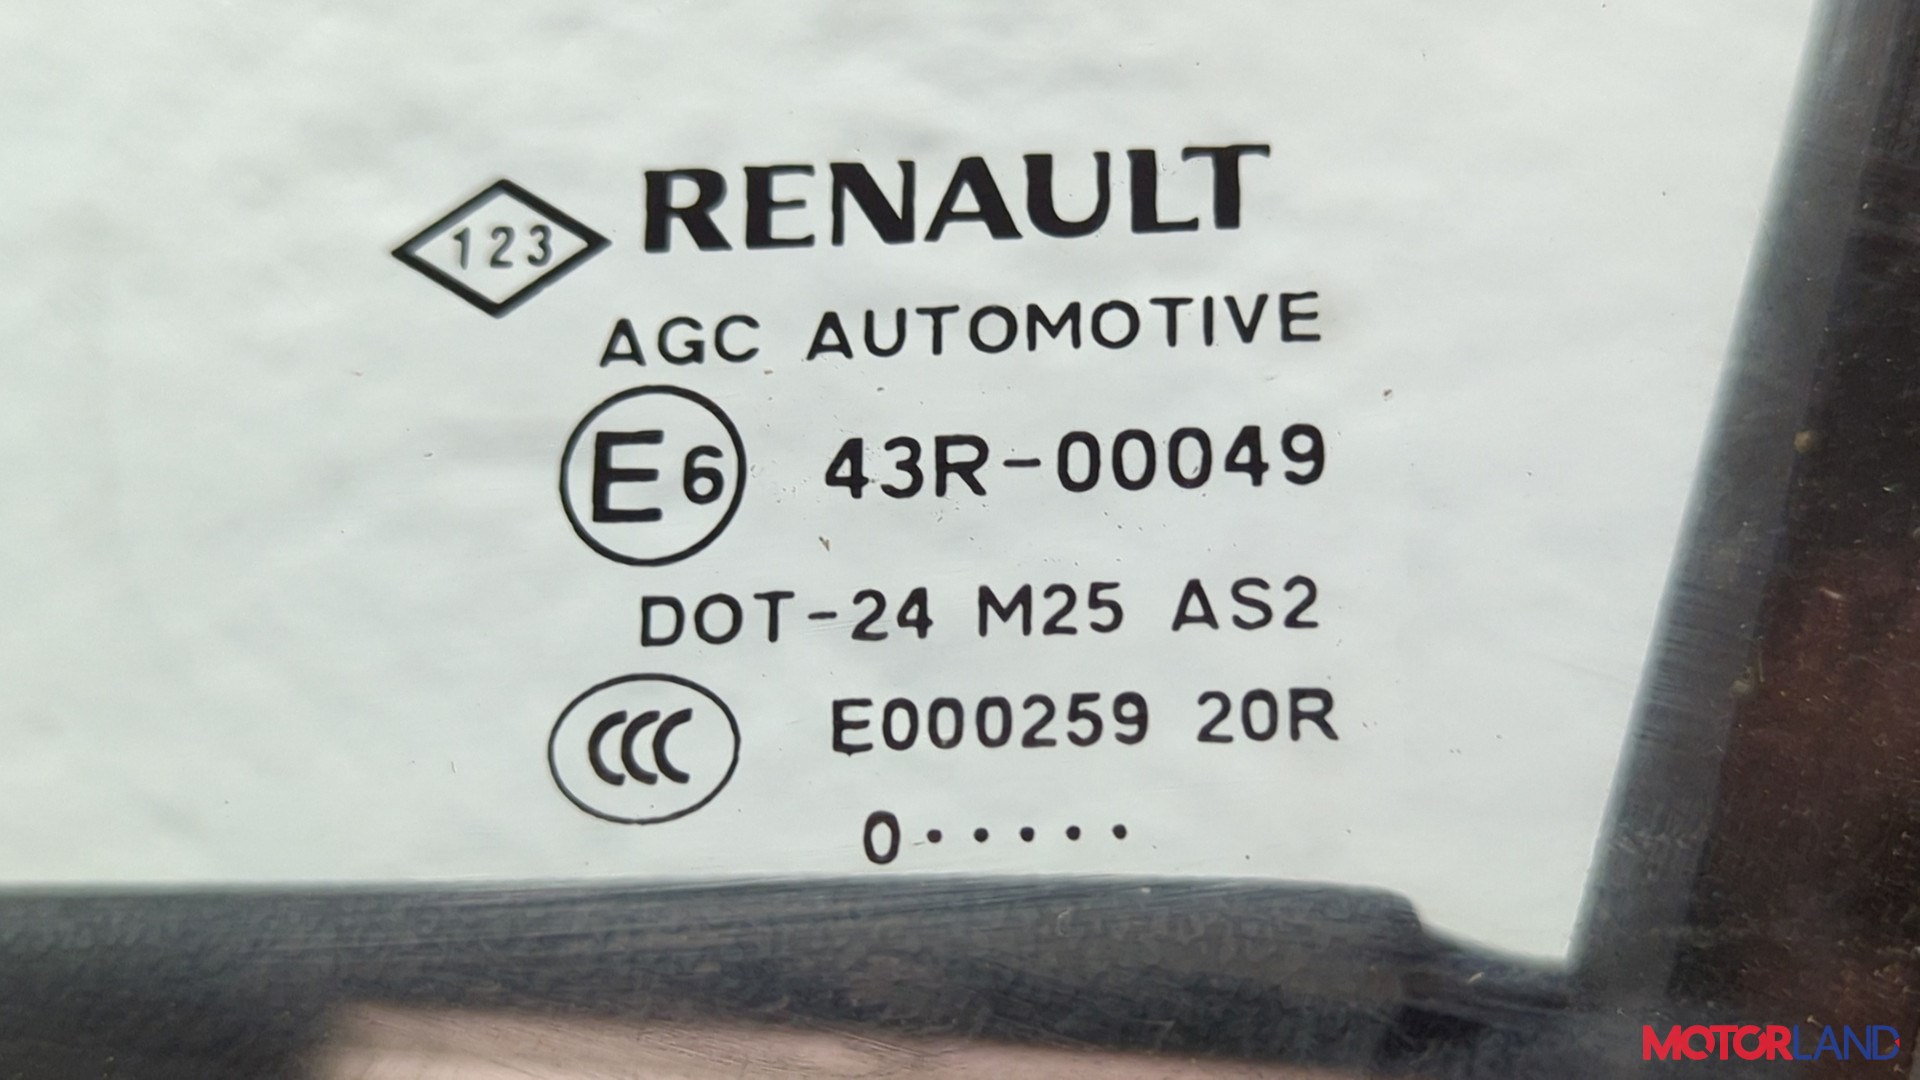 123 RENAULT
AGC AUTOMOTIVE
E6 43R-00049
DOT-24 M25 AS2
CCC E000259 20R
0·····
MOTORLAND